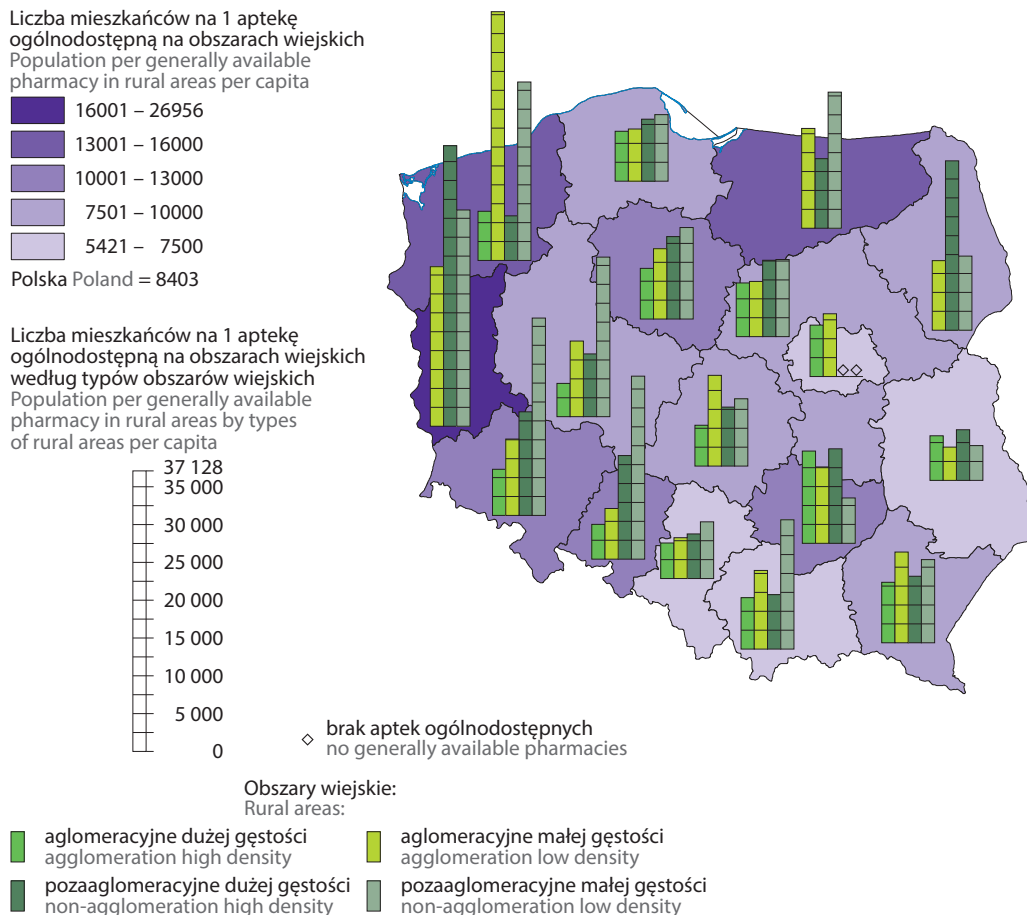 Liczba mieszkańców na 1 aptekę
ogólnodostępną na obszarach wiejskich
Population per generally available
pharmacy in rural areas per capita
16001 – 26956
13001 – 16000
10001 – 13000
7501 – 10000
5421 – 7500
Polska Poland = 8403
Liczba mieszkańców na 1 aptekę
ogólnodostępną na obszarach wiejskich
według typów obszarów wiejskich
Population per generally available
pharmacy in rural areas by types
of rural areas per capita
37 128
35 000
30 000
25 000
20 000
15 000
10 000
5 000
0
brak aptek ogólnodostępnych
no generally available pharmacies
Obszary wiejskie:
Rural areas:
aglomeracyjne dużej gęstości
agglomeration high density
aglomeracyjne małej gęstości
agglomeration low density
pozaaglomeracyjne dużej gęstości
non-agglomeration high density
pozaaglomeracyjne małej gęstości
non-agglomeration low density